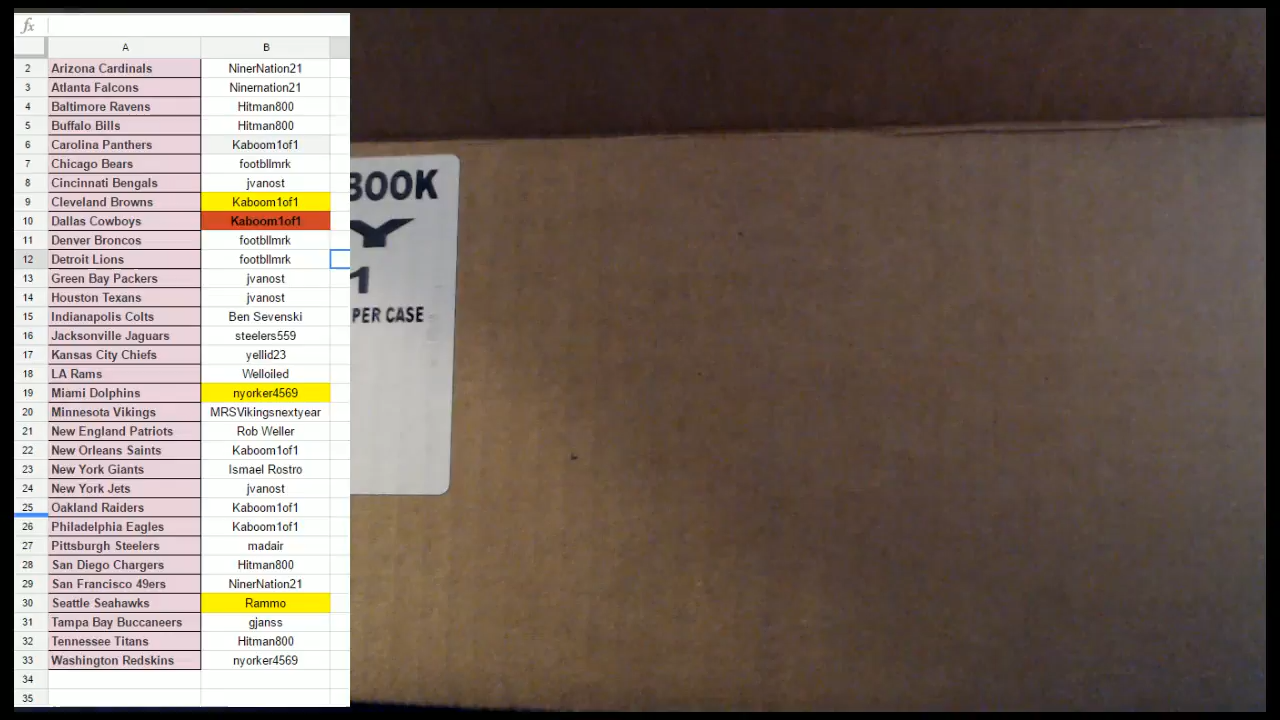 fx
A B
2 Arizona Cardinals NinerNation21
3 Atlanta Falcons Ninernation21
4 Baltimore Ravens Hitman800
5 Buffalo Bills Hitman800
6 Carolina Panthers Kaboom1of1
7 Chicago Bears footbllmrk
8 Cincinnati Bengals jvanost
9 Cleveland Browns Kaboom1of1
10 Dallas Cowboys Kaboom1of1
11 Denver Broncos footbllmrk
12 Detroit Lions footbllmrk
13 Green Bay Packers jvanost
14 Houston Texans jvanost
15 Indianapolis Colts Ben Sevenski
16 Jacksonville Jaguars steelers559
17 Kansas City Chiefs yellid23
18 LA Rams Welloiled
19 Miami Dolphins nyorker4569
20 Minnesota Vikings MRSVikingsnextyear
21 New England Patriots Rob Weller
22 New Orleans Saints Kaboom1of1
23 New York Giants Ismael Rostro
24 New York Jets jvanost
25 Oakland Raiders Kaboom1of1
26 Philadelphia Eagles Kaboom1of1
27 Pittsburgh Steelers madair
28 San Diego Chargers Hitman800
29 San Francisco 49ers NinerNation21
30 Seattle Seahawks Rammo
31 Tampa Bay Buccaneers gjanss
32 Tennessee Titans Hitman800
33 Washington Redskins nyorker4569
34
35
BOOK
Y
1
PER CASE